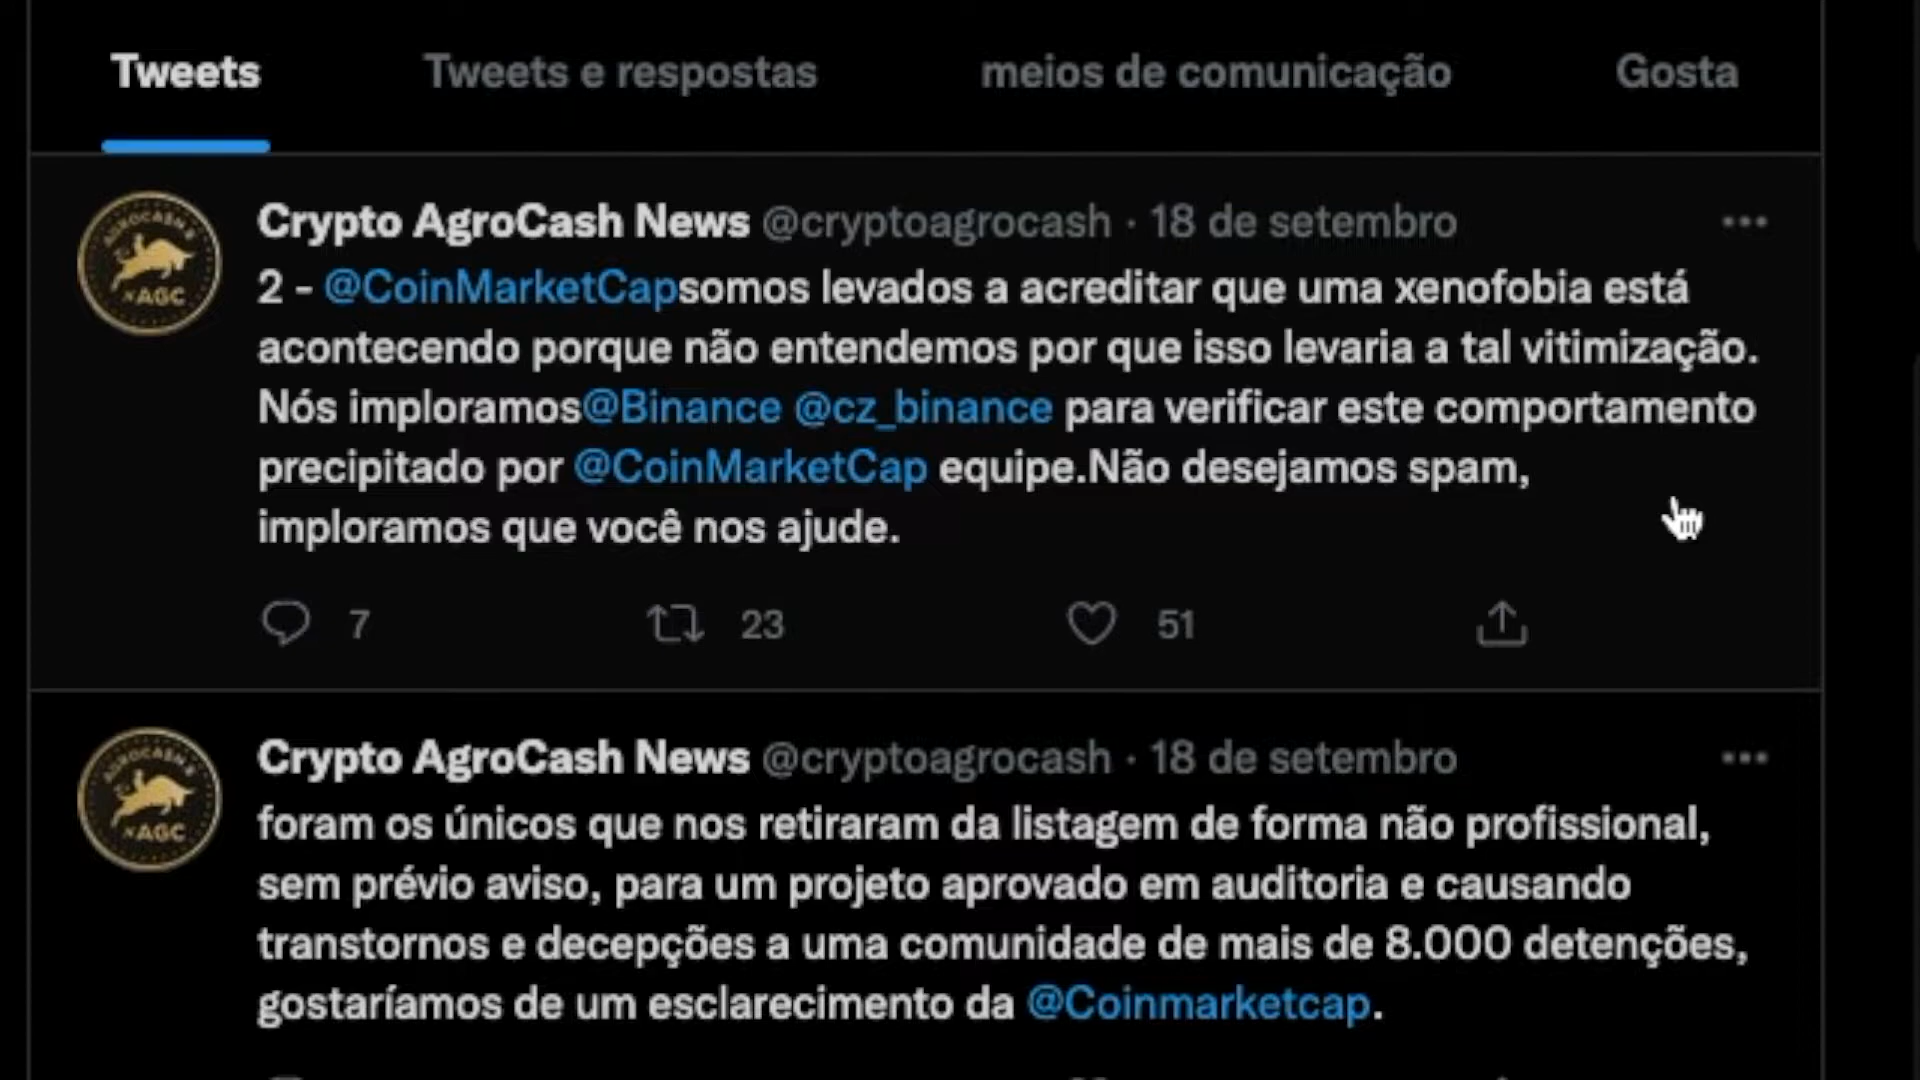 Tweets
Tweets e respostas
meios de comunicação
Gosta
AGROCASH
AGC
Crypto AgroCash News @cryptoagrocash · 18 de setembro
2 - @CoinMarketCapsomos levados a acreditar que uma xenofobia está
acontecendo porque não entendemos por que isso levaria a tal vitimização.
Nós imploramos@Binance @cz_binance para verificar este comportamento
precipitado por @CoinMarketCap equipe.Não desejamos spam,
imploramos que você nos ajude.
7
23
51
AGROCASH
AGC
Crypto AgroCash News @cryptoagrocash · 18 de setembro
foram os únicos que nos retiraram da listagem de forma não profissional,
sem prévio aviso, para um projeto aprovado em auditoria e causando
transtornos e decepções a uma comunidade de mais de 8.000 detenções,
gostaríamos de um esclarecimento da @Coinmarketcap.